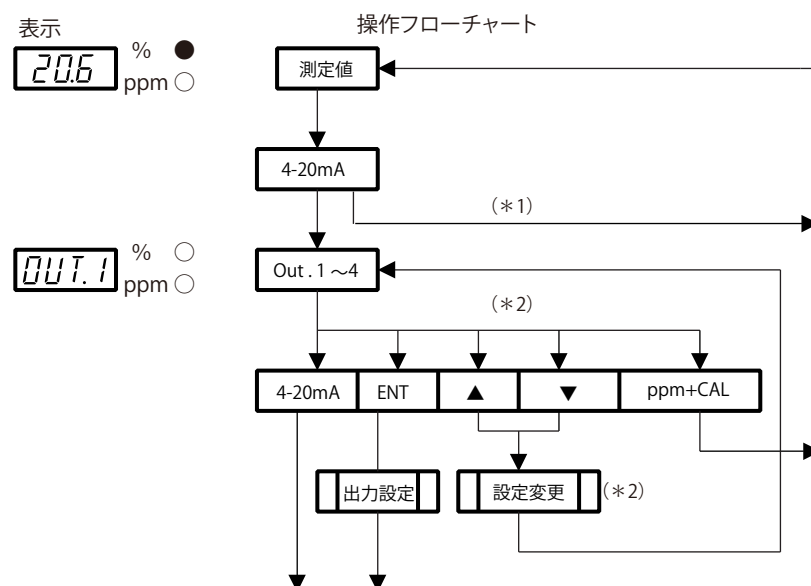 表示
操作フローチャート
20.6
% ●
ppm ○
測定値
4-20mA
(＊1)
OUT.1
% ○
ppm ○
Out . 1 ～4
(＊2)
4-20mA ENT ▲ ▼ ppm+CAL
出力設定 設定変更 (＊2)